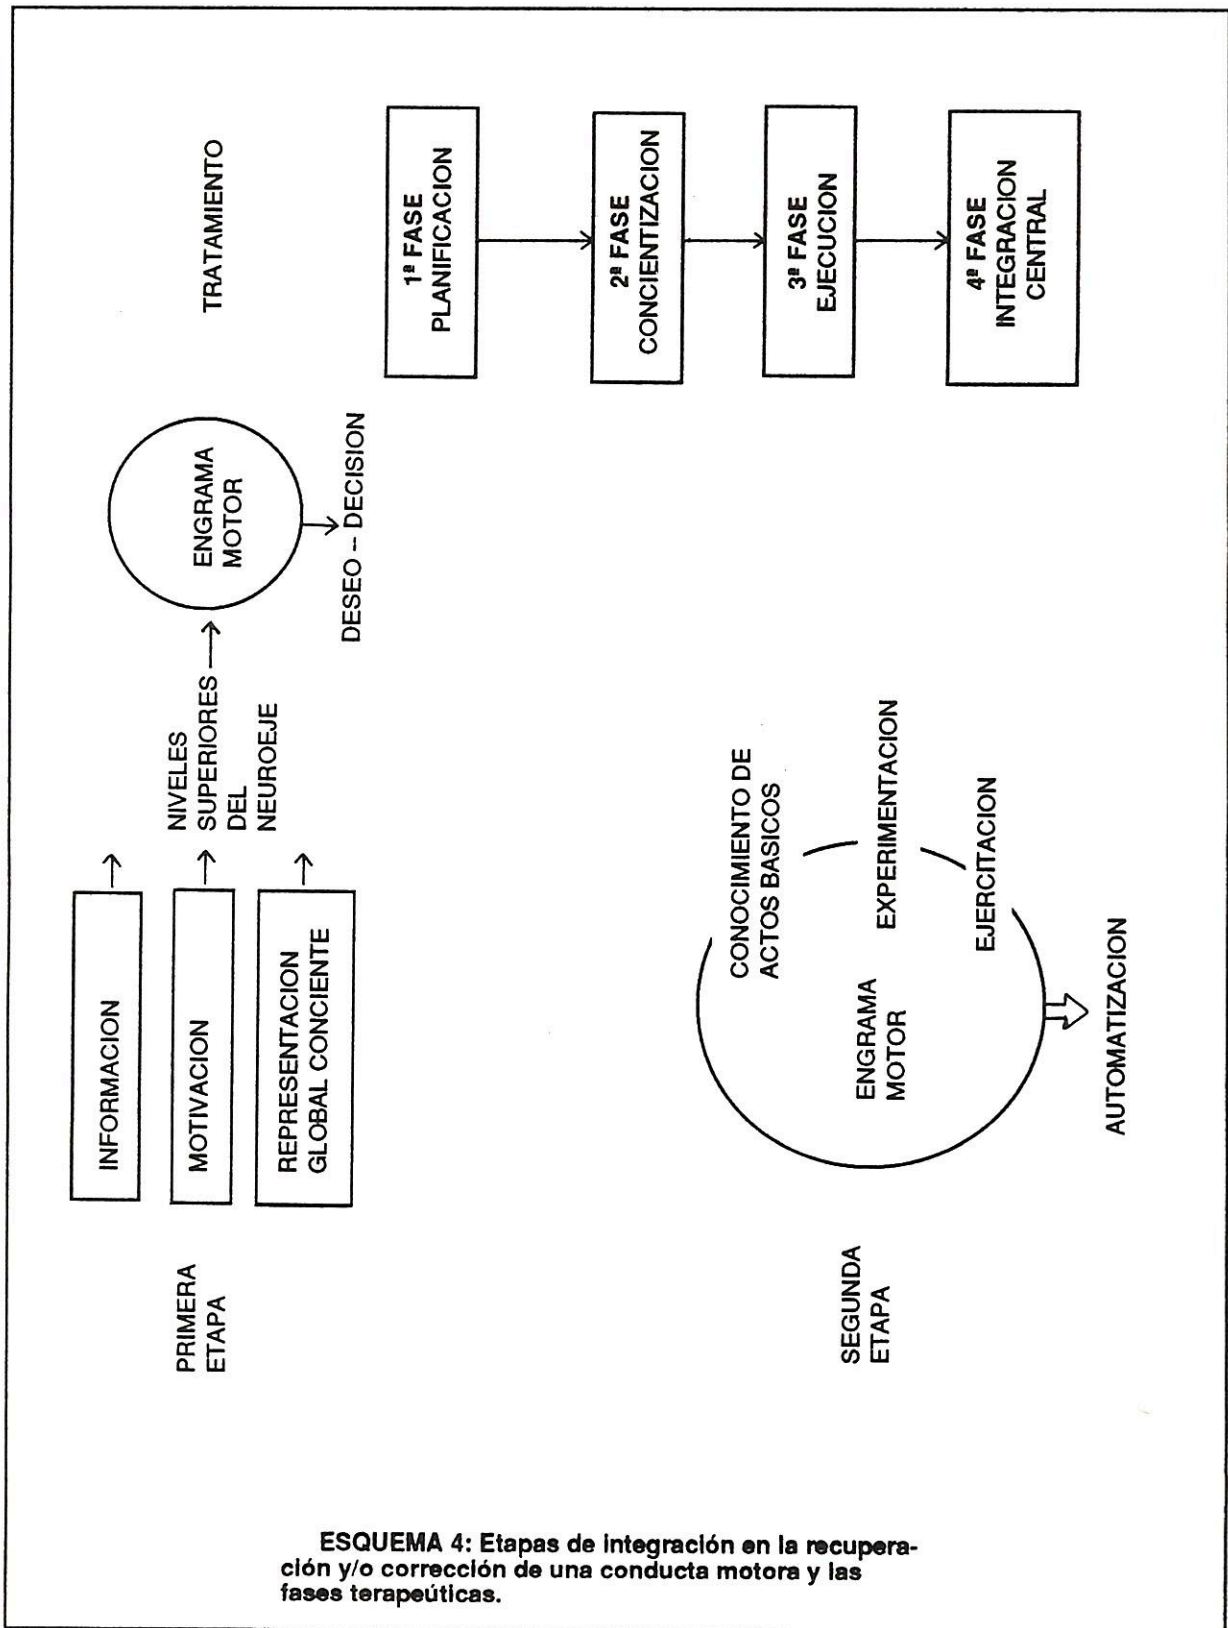 PRIMERA
ETAPA
INFORMACION
MOTIVACION
REPRESENTACION
GLOBAL CONCIENTE
NIVELES
SUPERIORES
DEL
NEUROEJE
ENGRAMA
MOTOR
DESEO -- DECISION
TRATAMIENTO
1ª FASE
PLANIFICACION
2ª FASE
CONCIENTIZACION
3ª FASE
EJECUCION
4ª FASE
INTEGRACION
CENTRAL
SEGUNDA
ETAPA
CONOCIMIENTO DE
ACTOS BASICOS
ENGRAMA
MOTOR
EXPERIMENTACION
EJERCITACION
AUTOMATIZACION
ESQUEMA 4: Etapas de integración en la recupera-
ción y/o corrección de una conducta motora y las
fases terapeúticas.